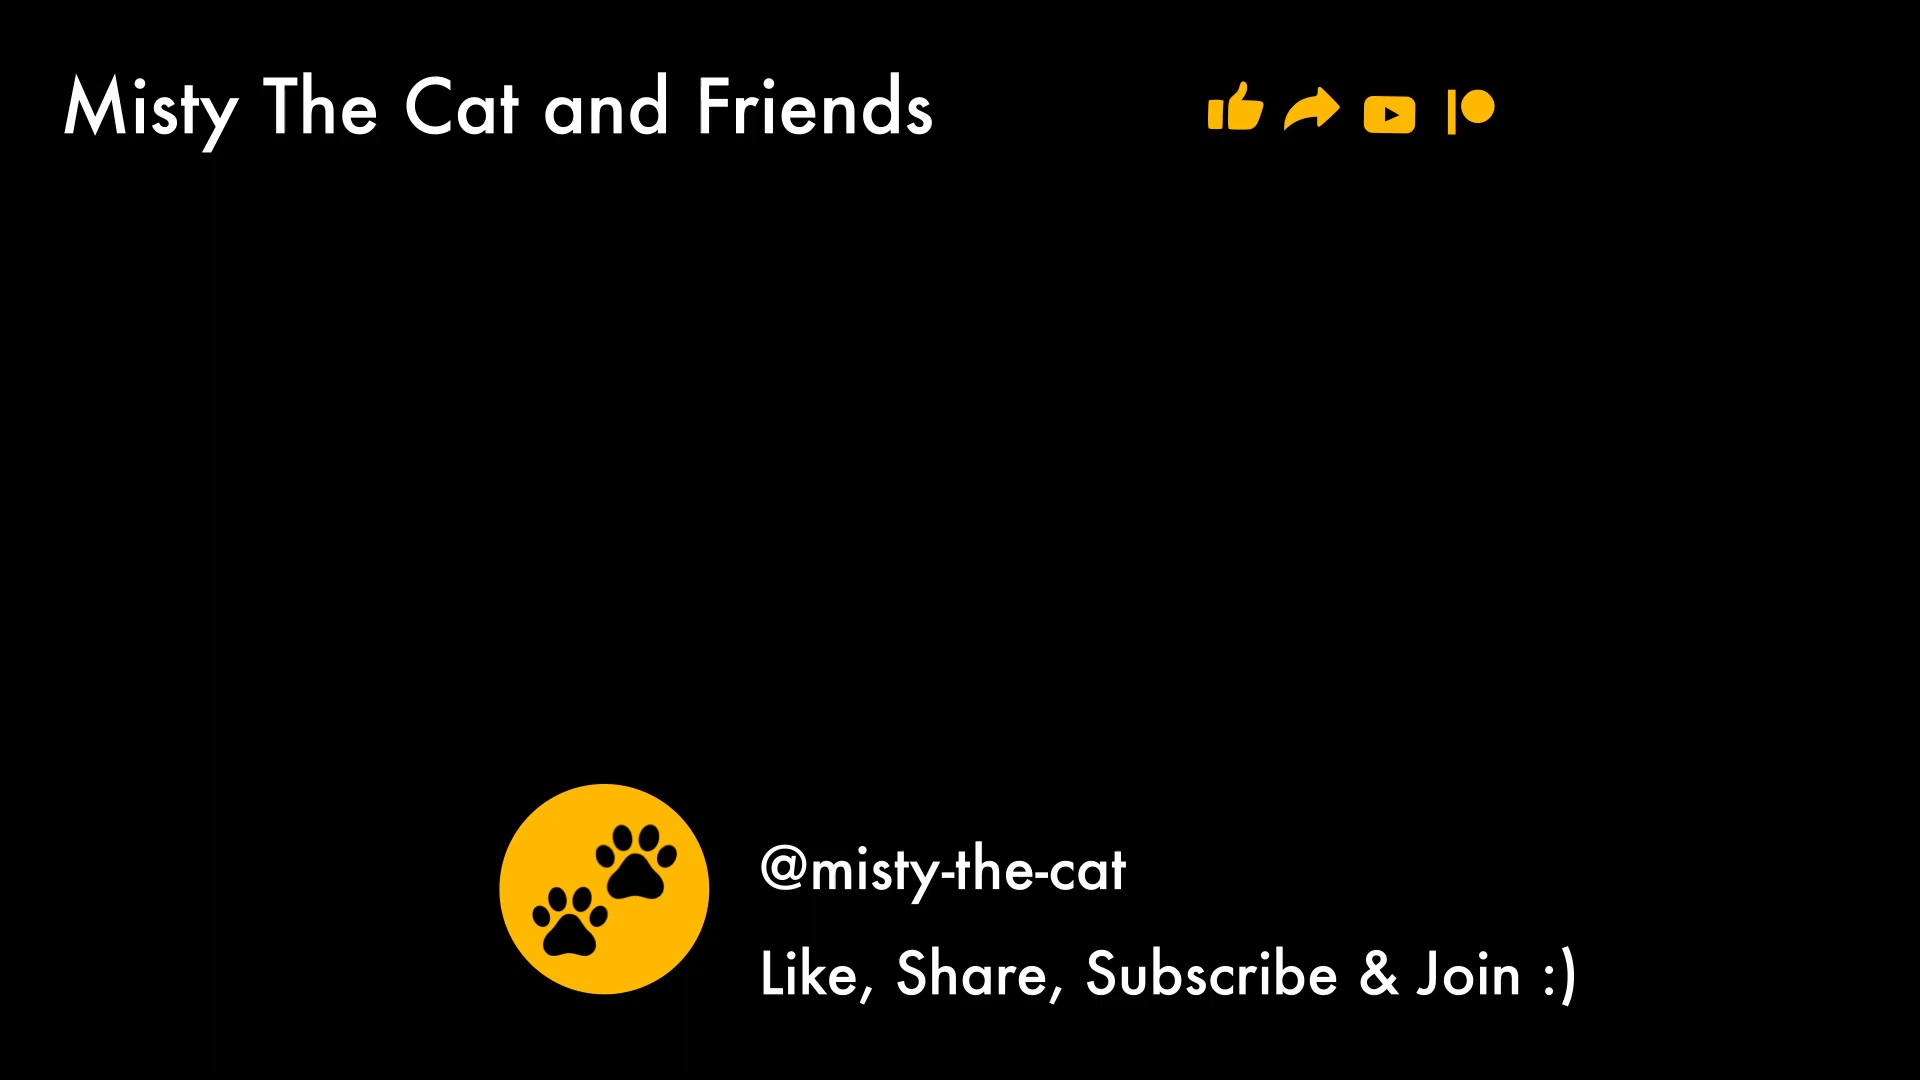 Misty The Cat and Friends
@misty-the-cat
Like, Share, Subscribe & Join :)